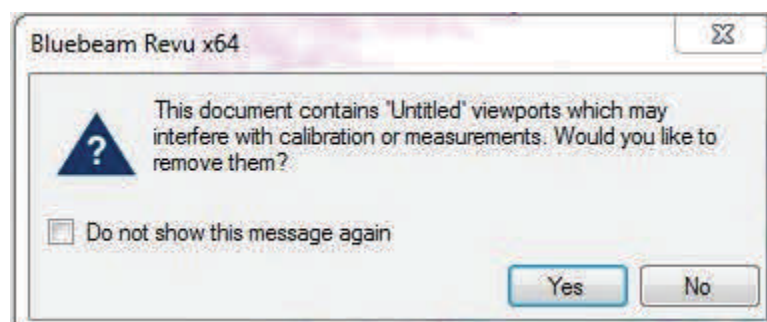 Bluebeam Revu x64
?
This document contains 'Untitled' viewports which may
interfere with calibration or measurements. Would you like to
remove them?
Do not show this message again
Yes No